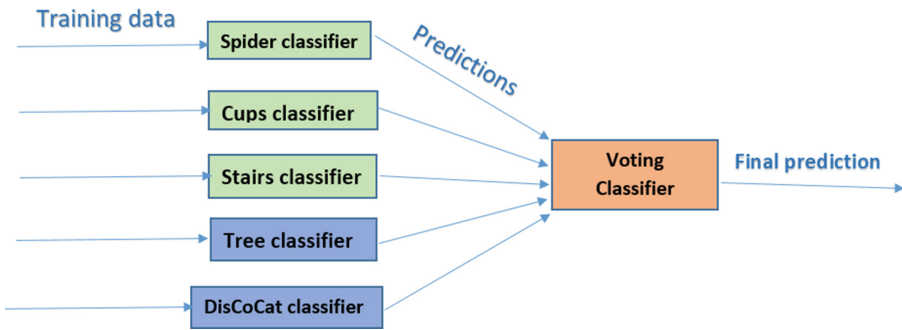 Training data
Spider classifier
Predictions
Cups classifier
Stairs classifier
Voting
Classifier
Final prediction
Tree classifier
DisCoCat classifier